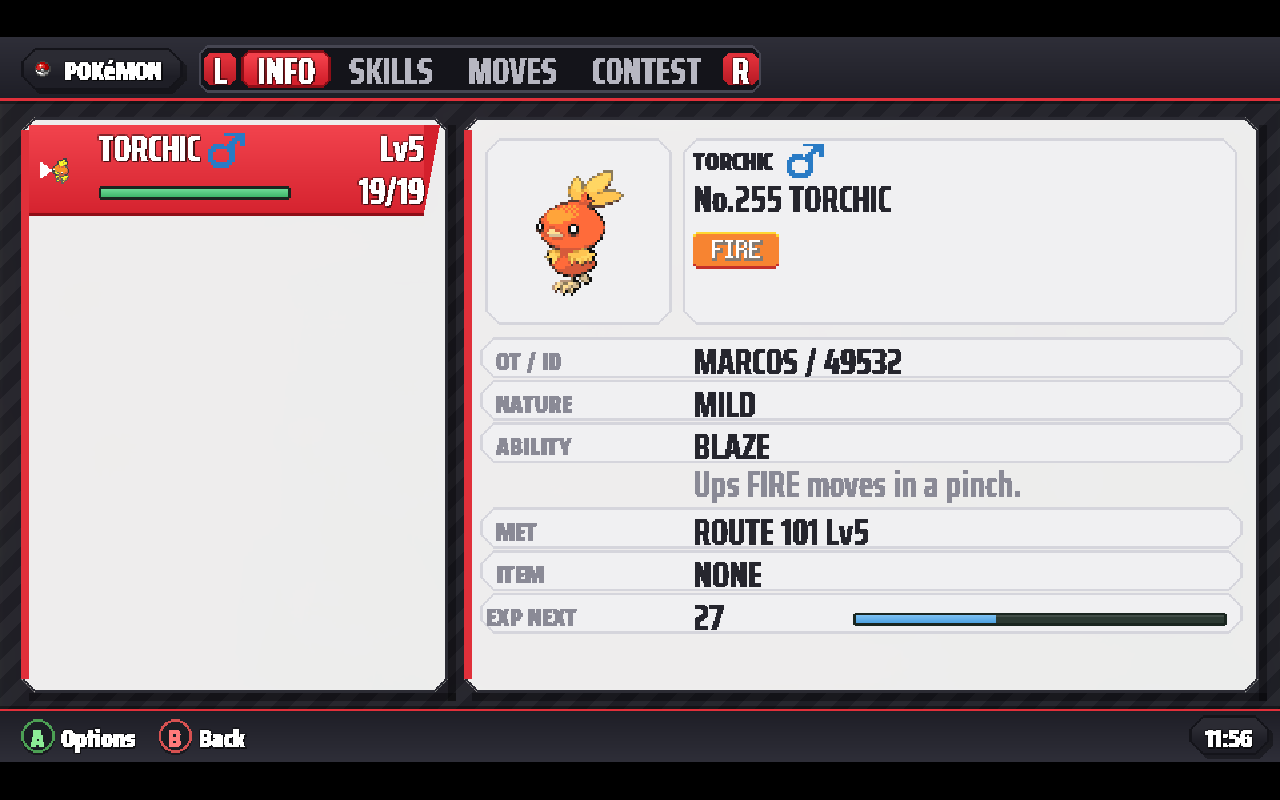 POKéMON
L INFO SKILLS MOVES CONTEST R
TORCHIC ♂ Lv5
19/19
TORCHIC ♂
No.255 TORCHIC
FIRE
OT / ID MARCOS / 49532
NATURE MILD
ABILITY BLAZE
Ups FIRE moves in a pinch.
MET ROUTE 101 Lv5
ITEM NONE
EXP NEXT 27
A Options B Back
11:56